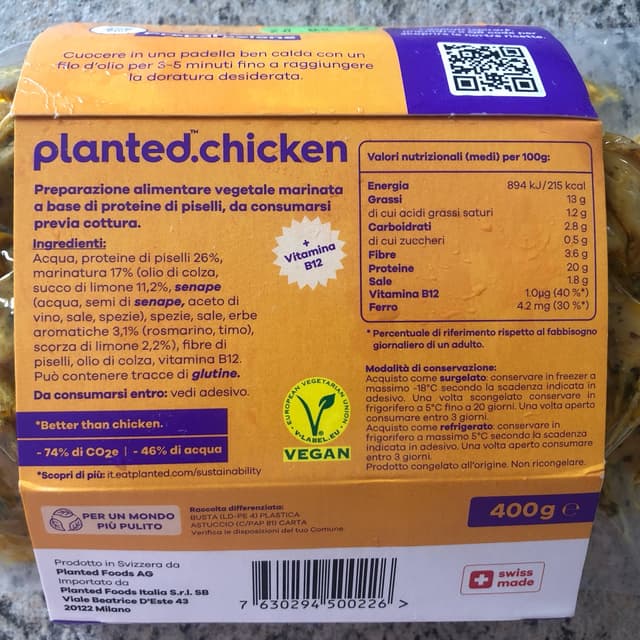 Cuocere in una padella ben calda con un
filo d'olio per 3-5 minuti fino a raggiungere
la doratura desiderata.
planted.™chicken
Preparazione alimentare vegetale marinata
a base di proteine di piselli, da consumarsi
previa cottura.
Ingredienti:
Acqua, proteine di piselli 26%,
marinatura 17% (olio di colza,
succo di limone 11,2%, senape
(acqua, semi di senape, aceto di
vino, sale, spezie), spezie, sale, erbe
aromatiche 3,1% (rosmarino, timo),
scorza di limone 2,2%), fibre di
piselli, olio di colza, vitamina B12.
Può contenere tracce di glutine.
Da consumarsi entro: vedi adesivo.
+
Vitamina
B12
*Better than chicken.
- 74% di CO2e | - 46% di acqua
*Scopri di più: it.eatplanted.com/sustainability
EUROPEAN VEGETARIAN UNION
V-LABEL.EU
VEGAN
Valori nutrizionali (medi) per 100g:
Energia 894 kJ/215 kcal
Grassi 13 g
di cui acidi grassi saturi 1.2 g
Carboidrati 2.8 g
di cui zuccheri 0.5 g
Fibre 3.6 g
Proteine 20 g
Sale 1.8 g
Vitamina B12 1.0µg (40 %*)
Ferro 4.2 mg (30 %*)
* Percentuale di riferimento rispetto al fabbisogno
giornaliero di un adulto.
Modalità di conservazione:
Acquisto come surgelato: conservare in freezer a
massimo -18°C secondo la scadenza indicata in
adesivo. Una volta scongelato conservare in
frigorifero a 5°C fino a 20 giorni. Una volta aperto
consumare entro 3 giorni.
Acquisto come refrigerato: conservare in
frigorifero a massimo 5°C secondo la scadenza
indicata in adesivo. Una volta aperto consumare
entro 3 giorni.
Prodotto congelato all'origine. Non ricongelare.
PER UN MONDO
PIÙ PULITO
Raccolta differenziata:
BUSTA (LD-PE 4) PLASTICA
ASTUCCIO (C/PAP 81) CARTA
Verifica le disposizioni del tuo Comune.
400g e
Prodotto in Svizzera da
Planted Foods AG
Importato da
Planted Foods Italia S.r.l. SB
Viale Beatrice D'Este 43
20122 Milano
7 630294 500226 >
swiss
made